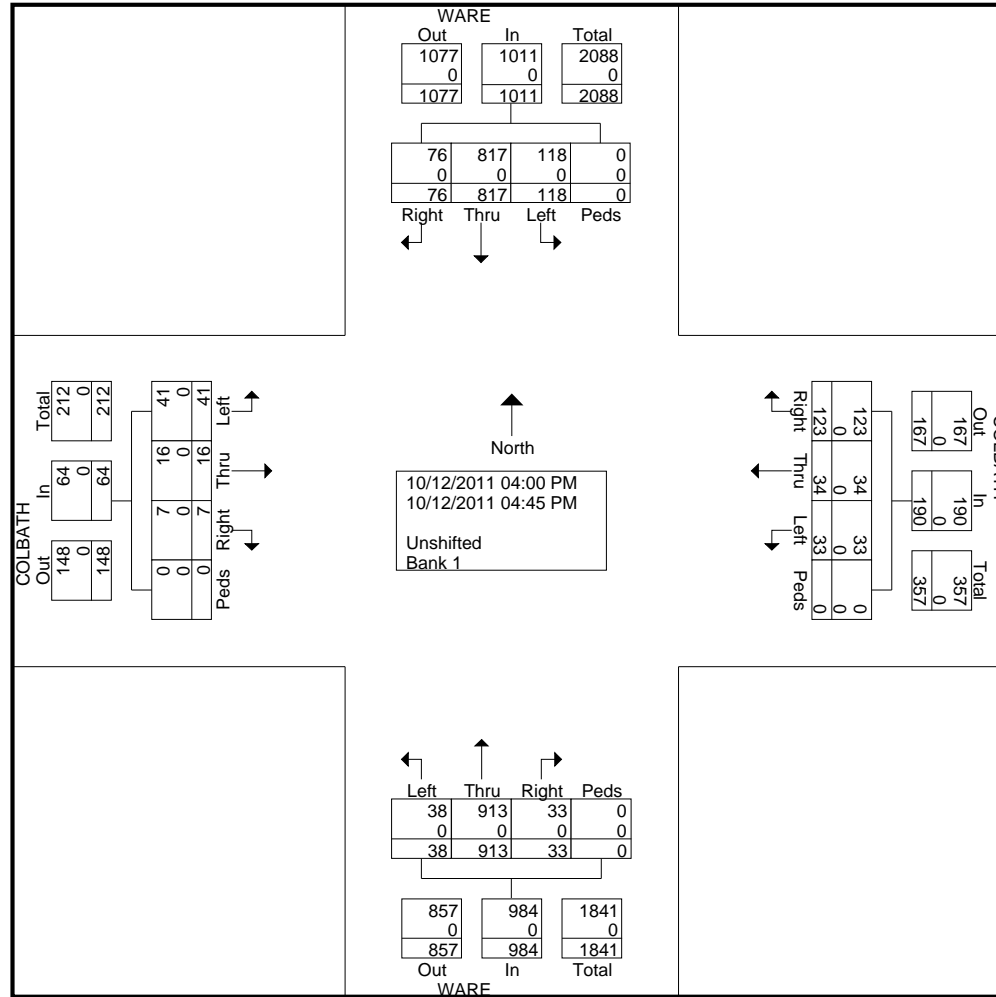 WARE
Out In Total
1077 1011 2088
0 0 0
1077 1011 2088
76 817 118 0
0 0 0 0
76 817 118 0
Right Thru Left Peds
COLBATH
Out In Total
148 64 212
0 0 0
148 64 212
Peds Right Thru Left
0 7 16 41
0 0 0 0
0 7 16 41
North
10/12/2011 04:00 PM
10/12/2011 04:45 PM
Unshifted
Bank 1
Right Thru Left Peds
123 34 33 0
0 0 0 0
123 34 33 0
Out In Total
167 190 357
0 0 0
167 190 357
Left Thru Right Peds
38 913 33 0
0 0 0 0
38 913 33 0
857 984 1841
0 0 0
857 984 1841
Out In Total
WARE